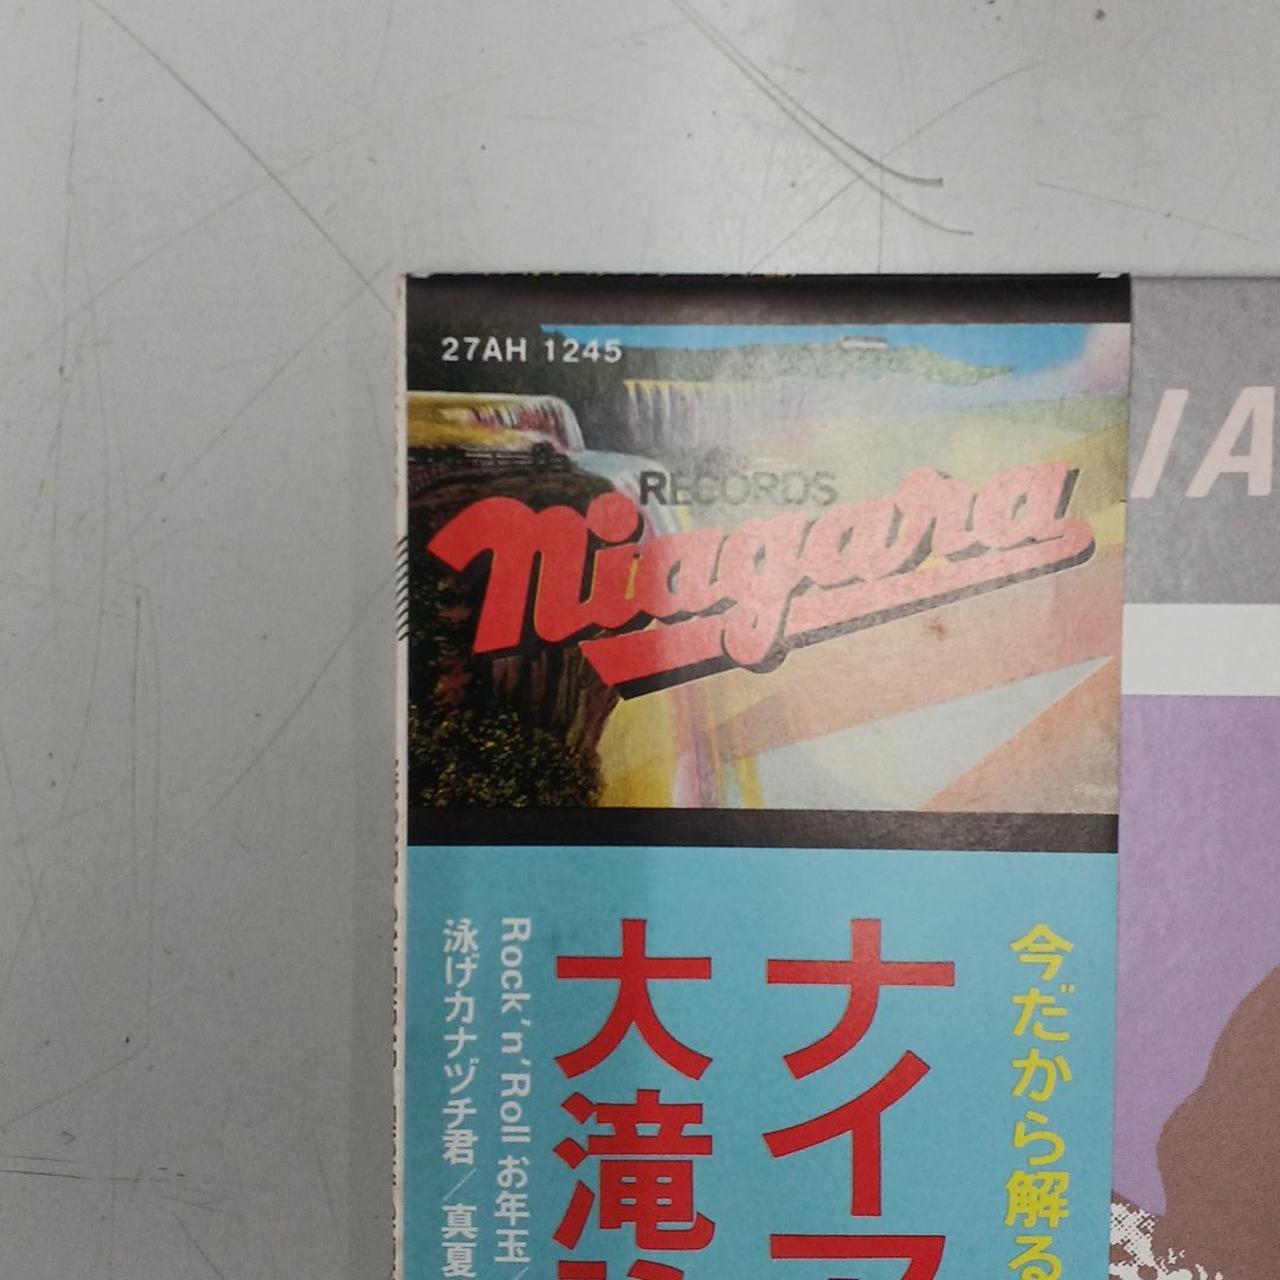 27AH 1245
RECORDS
Niagara
IA
今だから解る
ナイア
大滝
Rock'n'Roll お年玉/
泳げカナヅチ君/真夏